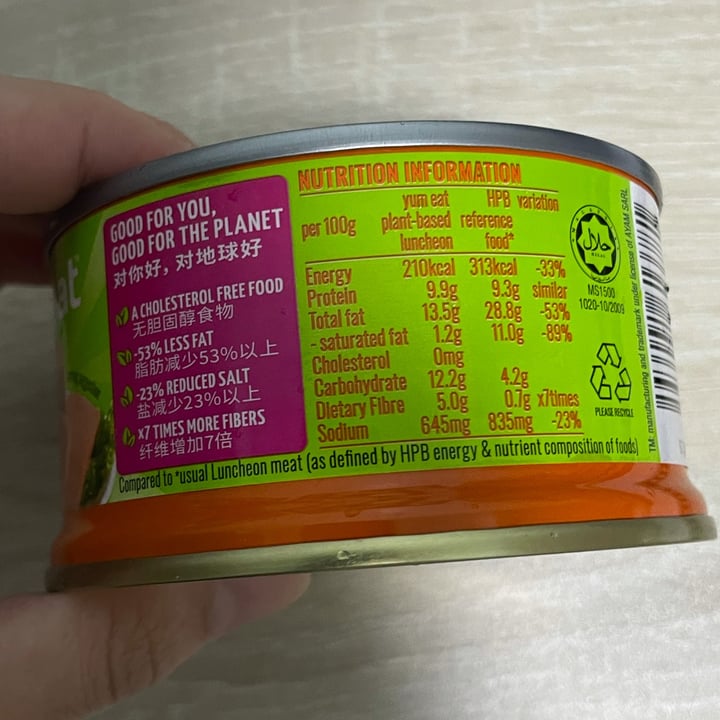 at
GOOD FOR YOU,
GOOD FOR THE PLANET
对你好，对地球好
A CHOLESTEROL FREE FOOD
无胆固醇食物
-53% LESS FAT
脂肪减少53%以上
-23% REDUCED SALT
盐减少23%以上
x7 TIMES MORE FIBERS
纤维增加7倍
NUTRITION INFORMATION
per 100g yum eat plant-based luncheon HPB reference food* variation
Energy 210kcal 313kcal -33%
Protein 9.9g 9.3g similar
Total fat 13.5g 28.8g -53%
- saturated fat 1.2g 11.0g -89%
Cholesterol 0mg
Carbohydrate 12.2g 4.2g
Dietary Fibre 5.0g 0.7g x7times
Sodium 645mg 835mg -23%
Compared to *usual Luncheon meat (as defined by HPB energy & nutrient composition of foods)
حلال
HALAL
MS1500
1020-10/2009
PLEASE RECYCLE
TM: manufacturing and trademark under license of AYAM SARL